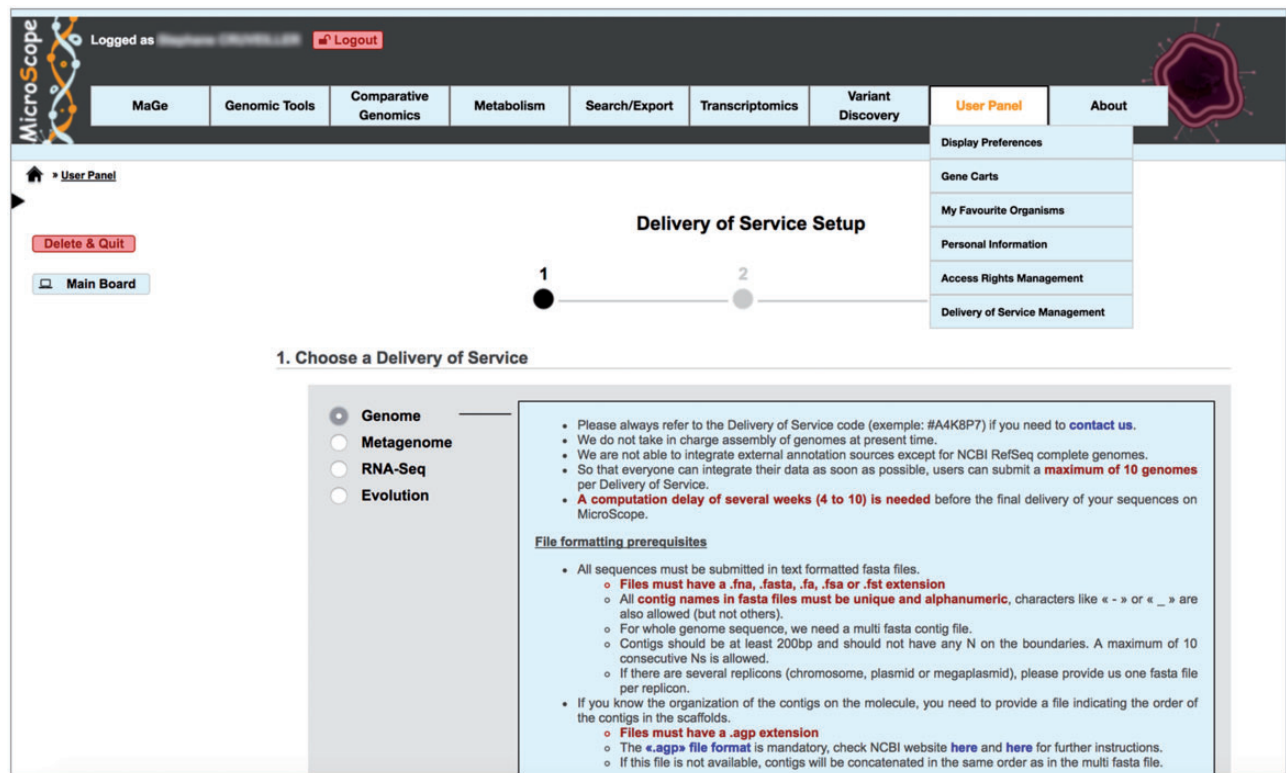 MicroScope
Logged as
Logout
MaGe
Genomic Tools
Comparative
Genomics
Metabolism
Search/Export
Transcriptomics
Variant
Discovery
User Panel
About
Display Preferences
Gene Carts
My Favourite Organisms
Personal Information
Access Rights Management
Delivery of Service Management
» User Panel
Delete & Quit
Main Board
Delivery of Service Setup
1
2
1. Choose a Delivery of Service
Genome
Metagenome
RNA-Seq
Evolution
• Please always refer to the Delivery of Service code (exemple: #A4K8P7) if you need to contact us.
• We do not take in charge assembly of genomes at present time.
• We are not able to integrate external annotation sources except for NCBI RefSeq complete genomes.
• So that everyone can integrate their data as soon as possible, users can submit a maximum of 10 genomes
per Delivery of Service.
• A computation delay of several weeks (4 to 10) is needed before the final delivery of your sequences on
MicroScope.
File formatting prerequisites
• All sequences must be submitted in text formatted fasta files.
◦ Files must have a .fna, .fasta, .fa, .fsa or .fst extension
◦ All contig names in fasta files must be unique and alphanumeric, characters like « - » or « _ » are
also allowed (but not others).
◦ For whole genome sequence, we need a multi fasta contig file.
◦ Contigs should be at least 200bp and should not have any N on the boundaries. A maximum of 10
consecutive Ns is allowed.
◦ If there are several replicons (chromosome, plasmid or megaplasmid), please provide us one fasta file
per replicon.
• If you know the organization of the contigs on the molecule, you need to provide a file indicating the order of
the contigs in the scaffolds.
◦ Files must have a .agp extension
◦ The «.agp» file format is mandatory, check NCBI website here and here for further instructions.
◦ If this file is not available, contigs will be concatenated in the same order as in the multi fasta file.